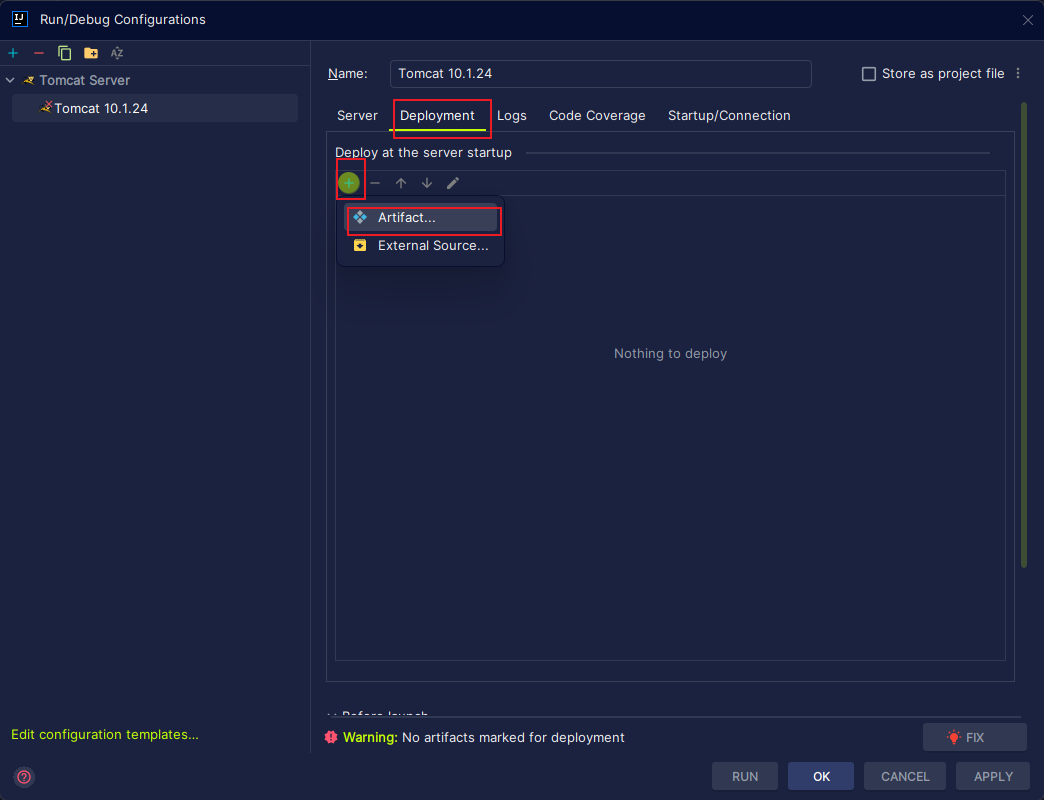 Run/Debug Configurations
Tomcat Server
Tomcat 10.1.24
Name:
Tomcat 10.1.24
Store as project file
Server
Deployment
Logs
Code Coverage
Startup/Connection
Deploy at the server startup
Artifact...
External Source...
Nothing to deploy
Before launch
Edit configuration templates...
Warning: No artifacts marked for deployment
FIX
RUN
OK
CANCEL
APPLY